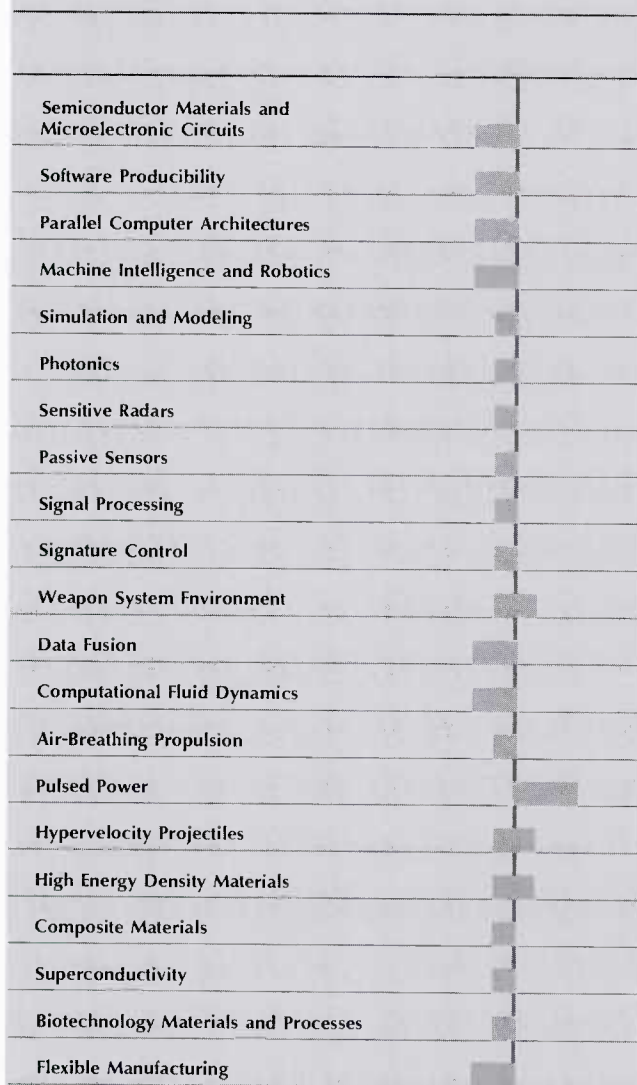 Semiconductor Materials and
Microelectronic Circuits
Software Producibility
Parallel Computer Architectures
Machine Intelligence and Robotics
Simulation and Modeling
Photonics
Sensitive Radars
Passive Sensors
Signal Processing
Signature Control
Weapon System Fnvironment
Data Fusion
Computational Fluid Dynamics
Air-Breathing Propulsion
Pulsed Power
Hypervelocity Projectiles
High Energy Density Materials
Composite Materials
Superconductivity
Biotechnology Materials and Processes
Flexible Manufacturing